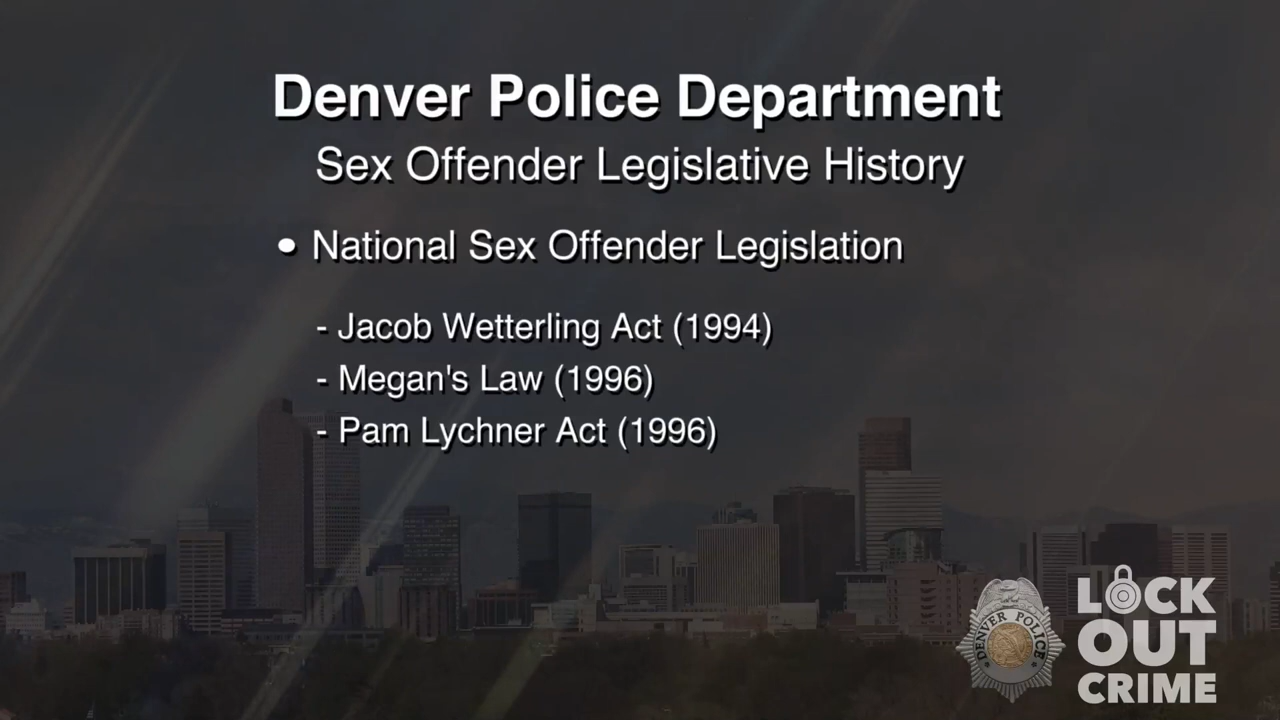 Denver Police Department
Sex Offender Legislative History
• National Sex Offender Legislation
- Jacob Wetterling Act (1994)
- Megan's Law (1996)
- Pam Lychner Act (1996)
DENVER POLICE
LOCK
OUT
CRIME